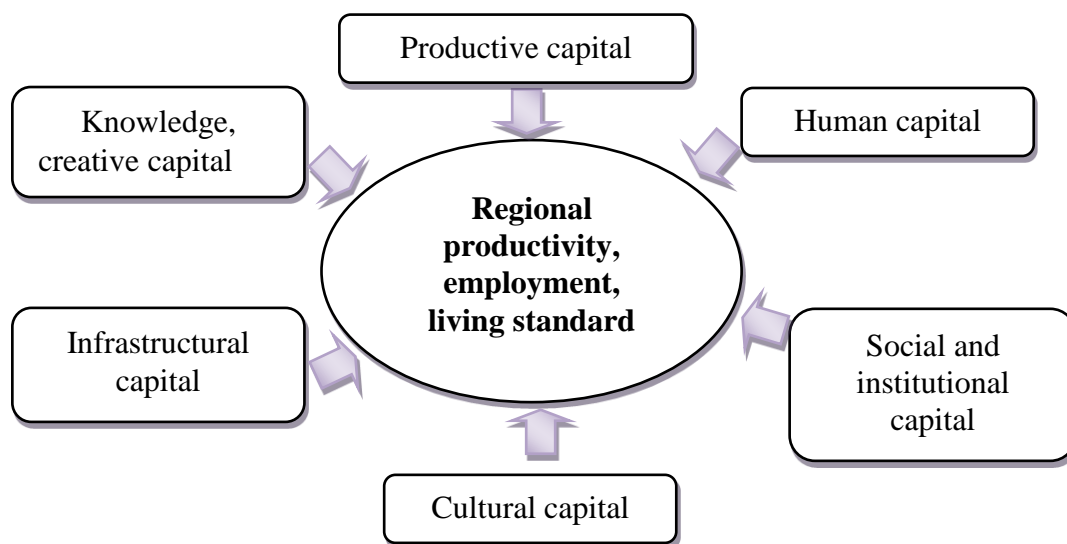 Productive capital
Knowledge,
creative capital
Human capital
Regional
productivity,
employment,
living standard
Infrastructural
capital
Social and
institutional
capital
Cultural capital